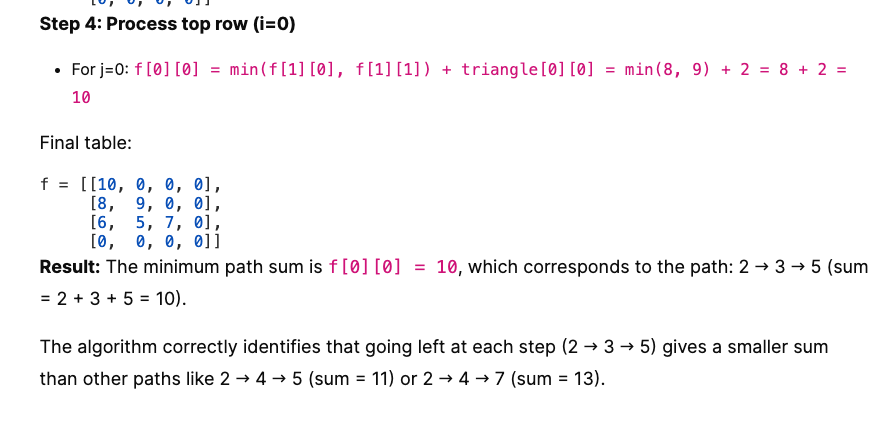 Step 4: Process top row (i=0)
• For j=0: f[0][0] = min(f[1][0], f[1][1]) + triangle[0][0] = min(8, 9) + 2 = 8 + 2 =
10
Final table:
f = [[10, 0, 0, 0],
[8, 9, 0, 0],
[6, 5, 7, 0],
[0, 0, 0, 0]]
Result: The minimum path sum is f[0][0] = 10, which corresponds to the path: 2 → 3 → 5 (sum
= 2 + 3 + 5 = 10).
The algorithm correctly identifies that going left at each step (2 → 3 → 5) gives a smaller sum
than other paths like 2 → 4 → 5 (sum = 11) or 2 → 4 → 7 (sum = 13).